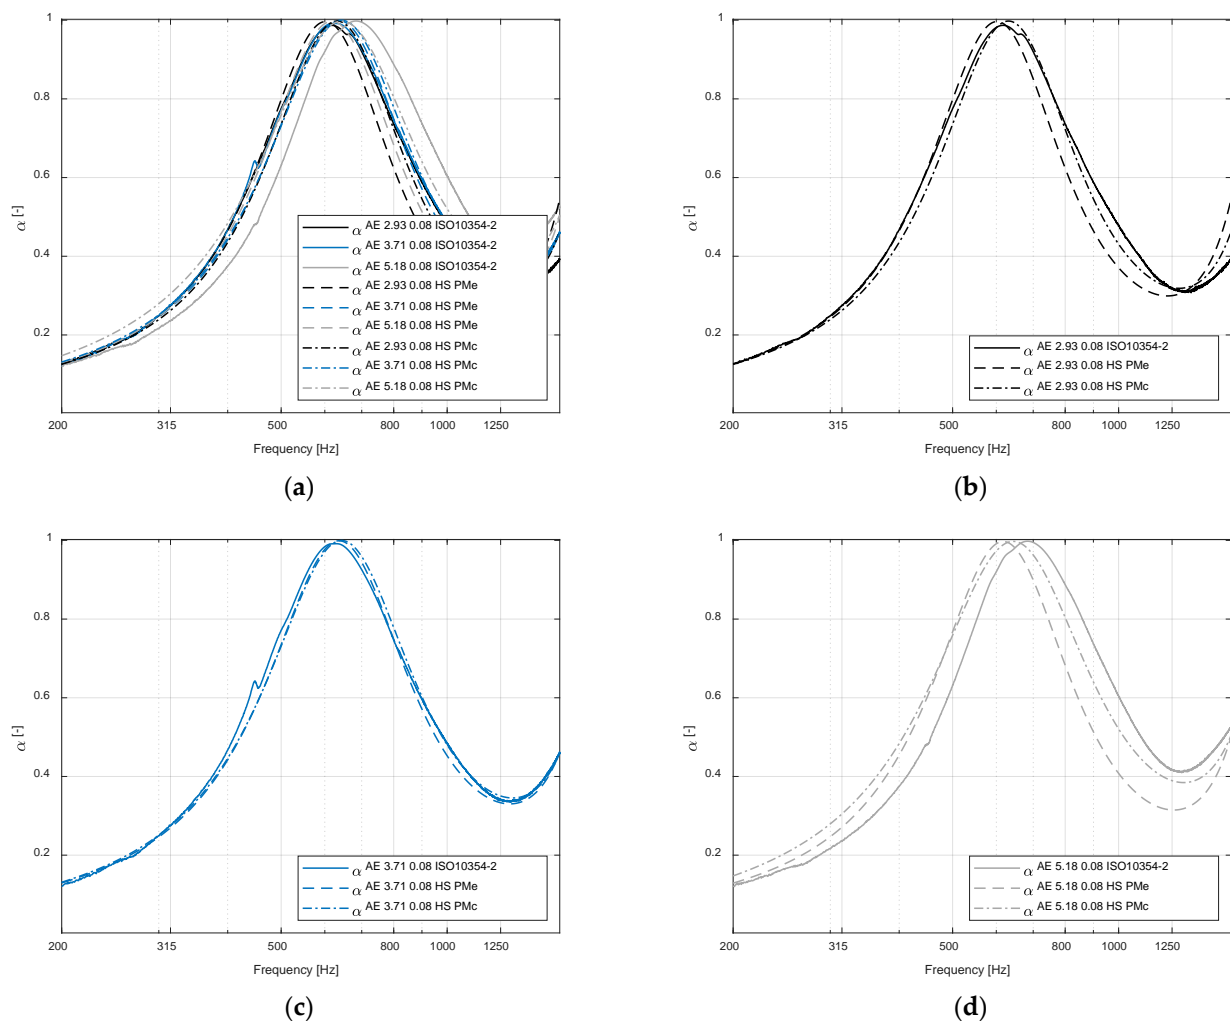 1
0.8
0.6
0.4
0.2
α [-]
α AE 2.93 0.08 ISO10354-2
α AE 3.71 0.08 ISO10354-2
α AE 5.18 0.08 ISO10354-2
α AE 2.93 0.08 HS PMe
α AE 3.71 0.08 HS PMe
α AE 5.18 0.08 HS PMe
α AE 2.93 0.08 HS PMc
α AE 3.71 0.08 HS PMc
α AE 5.18 0.08 HS PMc
200 315 500 800 1000 1250
Frequency [Hz]
(a)
1
0.8
0.6
0.4
0.2
α [-]
α AE 2.93 0.08 ISO10354-2
α AE 2.93 0.08 HS PMe
α AE 2.93 0.08 HS PMc
200 315 500 800 1000 1250
Frequency [Hz]
(b)
1
0.8
0.6
0.4
0.2
α [-]
α AE 3.71 0.08 ISO10354-2
α AE 3.71 0.08 HS PMe
α AE 3.71 0.08 HS PMc
200 315 500 800 1000 1250
Frequency [Hz]
(c)
1
0.8
0.6
0.4
0.2
α [-]
α AE 5.18 0.08 ISO10354-2
α AE 5.18 0.08 HS PMe
α AE 5.18 0.08 HS PMc
200 315 500 800 1000 1250
Frequency [Hz]
(d)